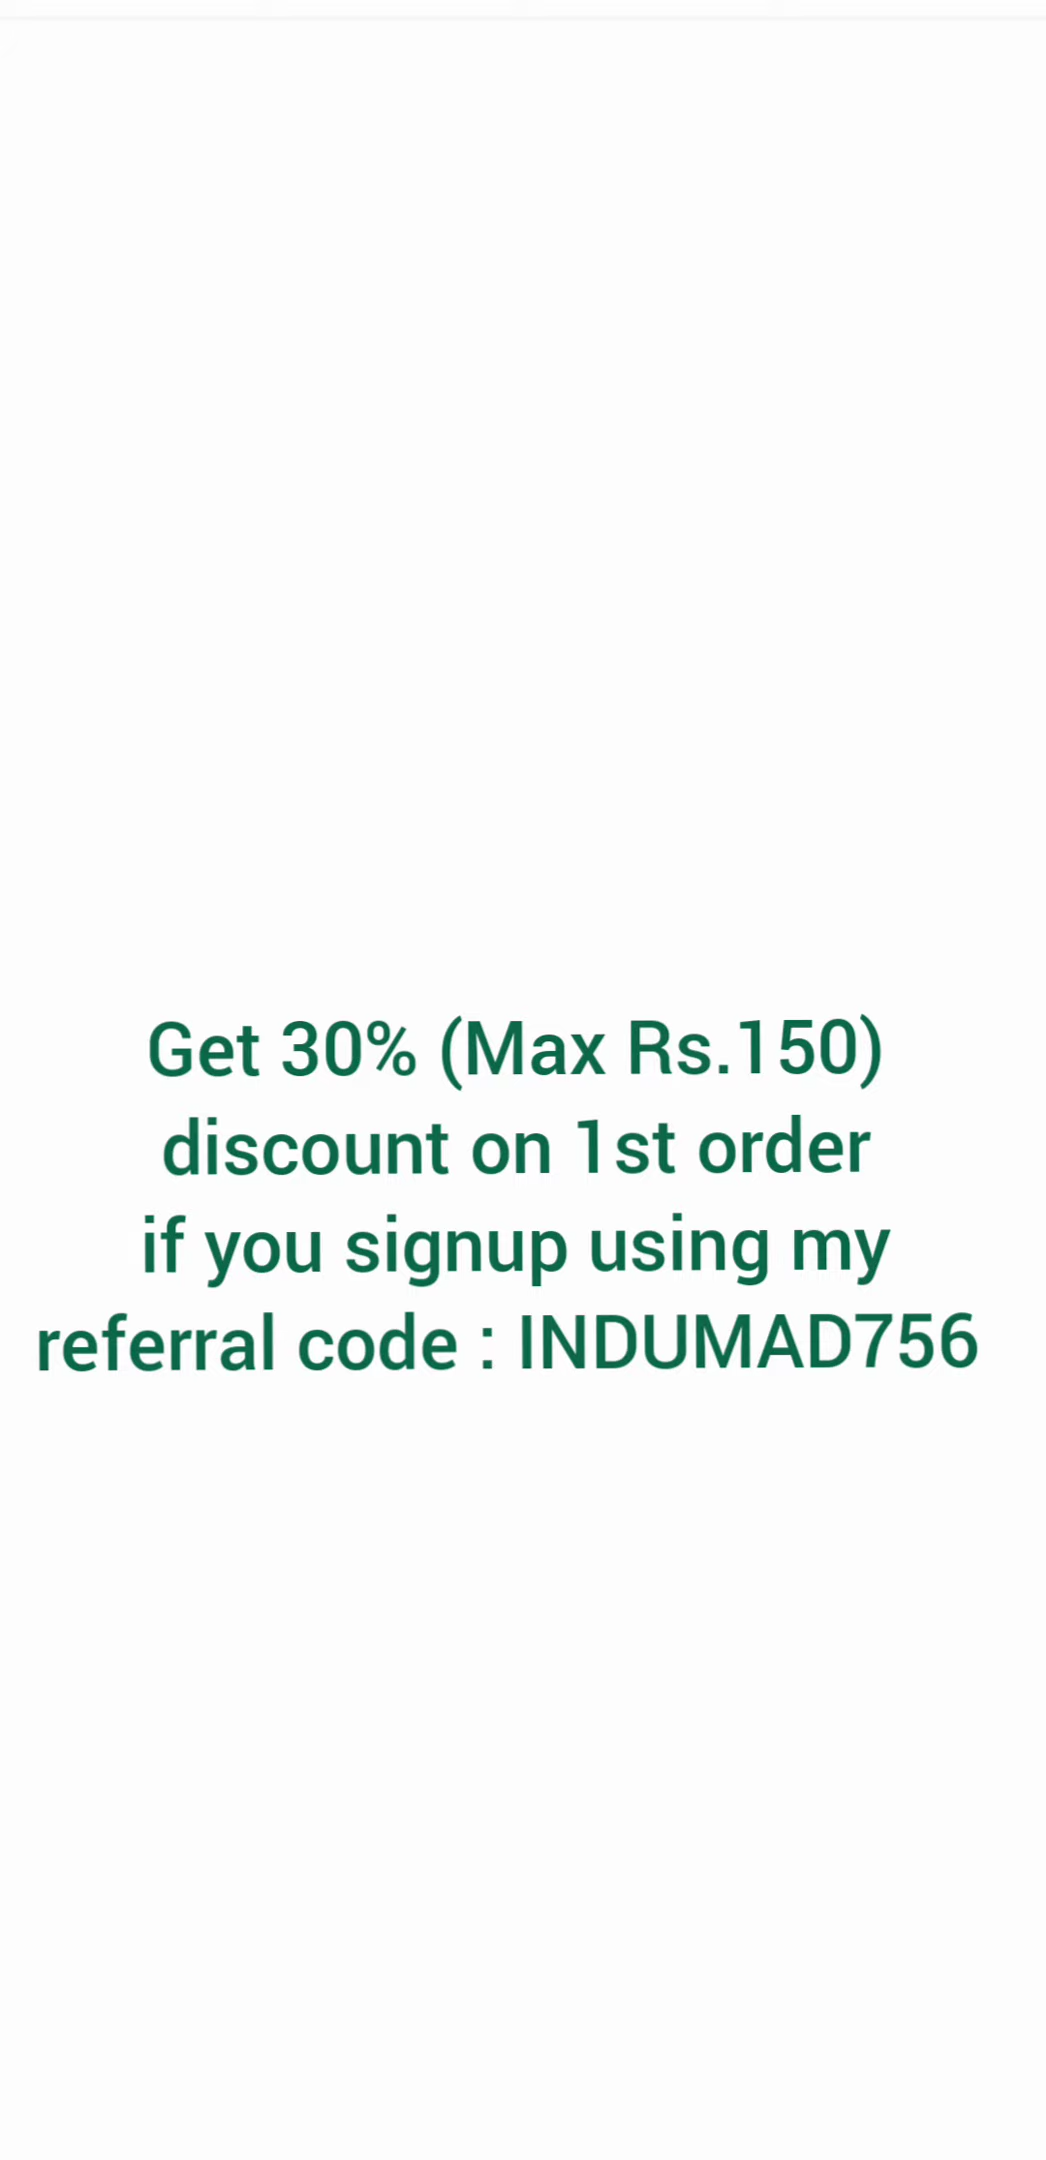 Get 30% (Max Rs.150)
discount on 1st order
if you signup using my
referral code : INDUMAD756